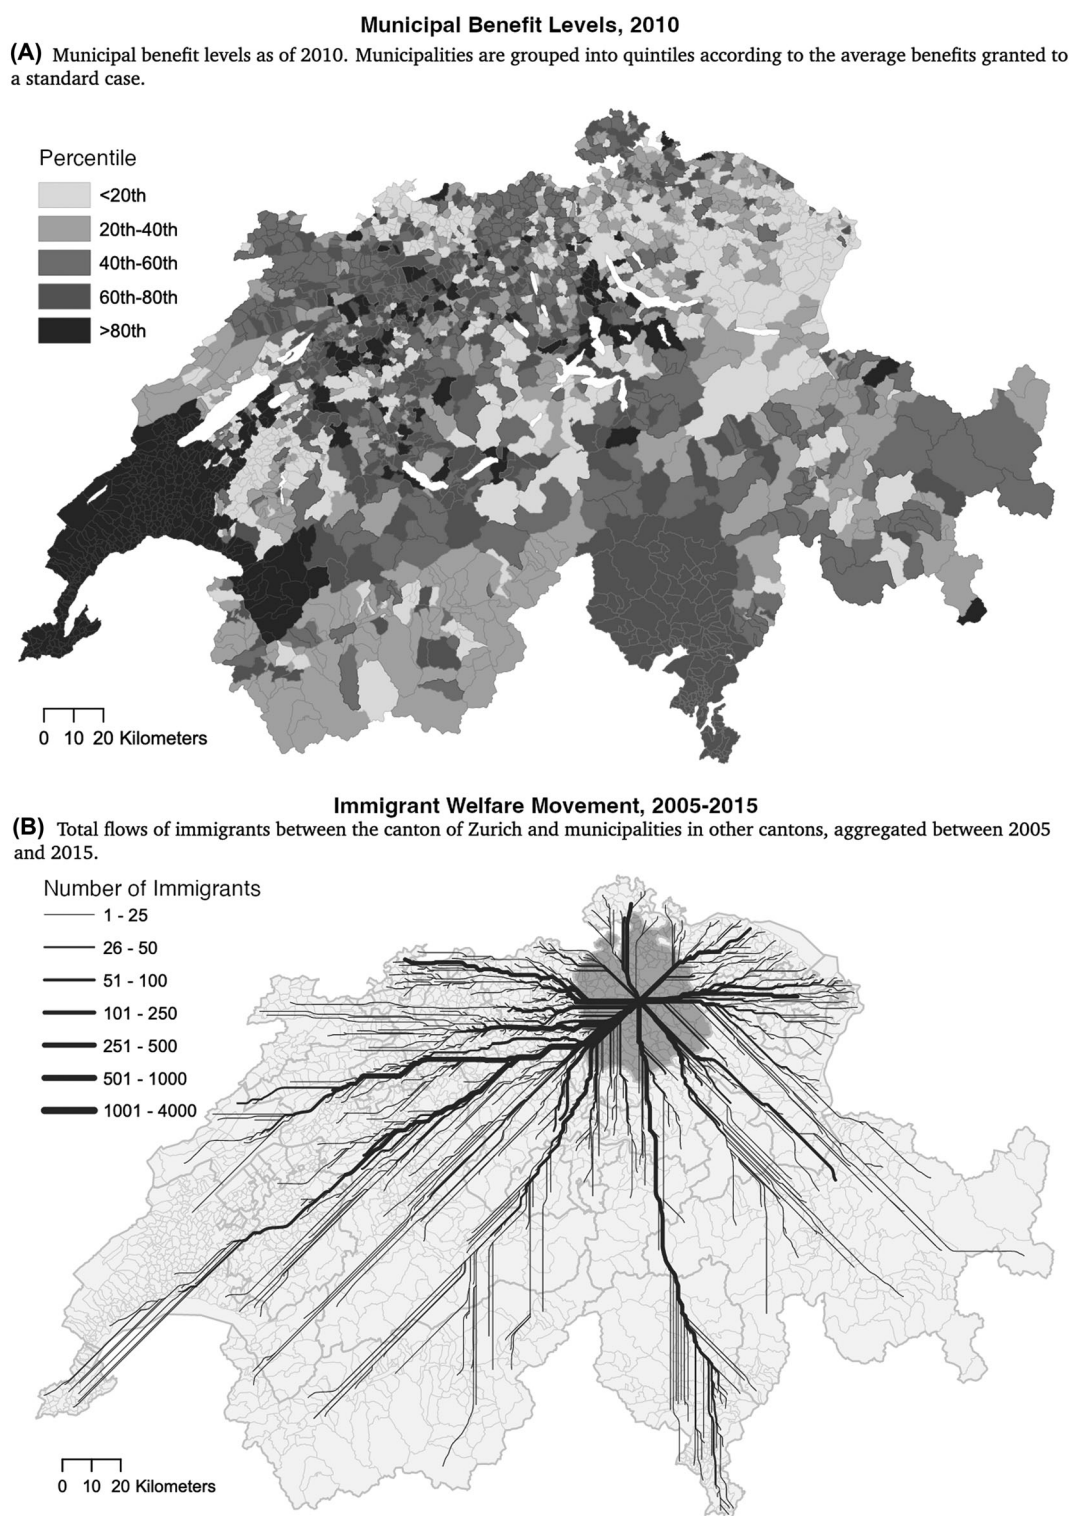 Municipal Benefit Levels, 2010
(A) Municipal benefit levels as of 2010. Municipalities are grouped into quintiles according to the average benefits granted to
a standard case.
Percentile
<20th
20th-40th
40th-60th
60th-80th
>80th
0 10 20 Kilometers
Immigrant Welfare Movement, 2005-2015
(B) Total flows of immigrants between the canton of Zurich and municipalities in other cantons, aggregated between 2005
and 2015.
Number of Immigrants
1 - 25
26 - 50
51 - 100
101 - 250
251 - 500
501 - 1000
1001 - 4000
0 10 20 Kilometers